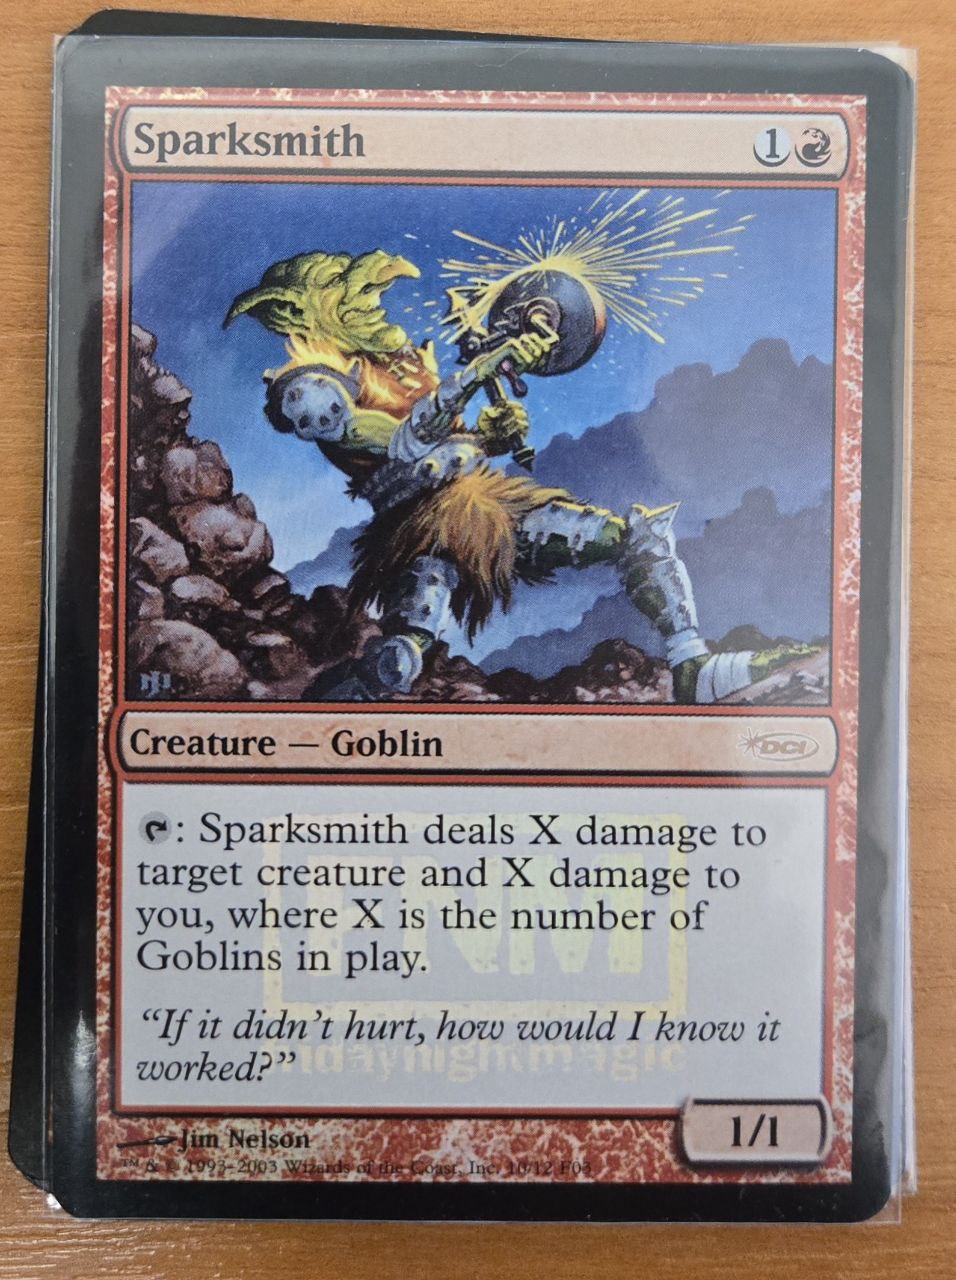 Sparksmith 1
Creature — Goblin DCI
: Sparksmith deals X damage to
target creature and X damage to
you, where X is the number of
Goblins in play.
FNM
“If it didn’t hurt, how would I know it
worked?”
fridaynightmagic
1/1
Jim Nelson
™ & © 1993–2003 Wizards of the Coast, Inc. 10/12 F03